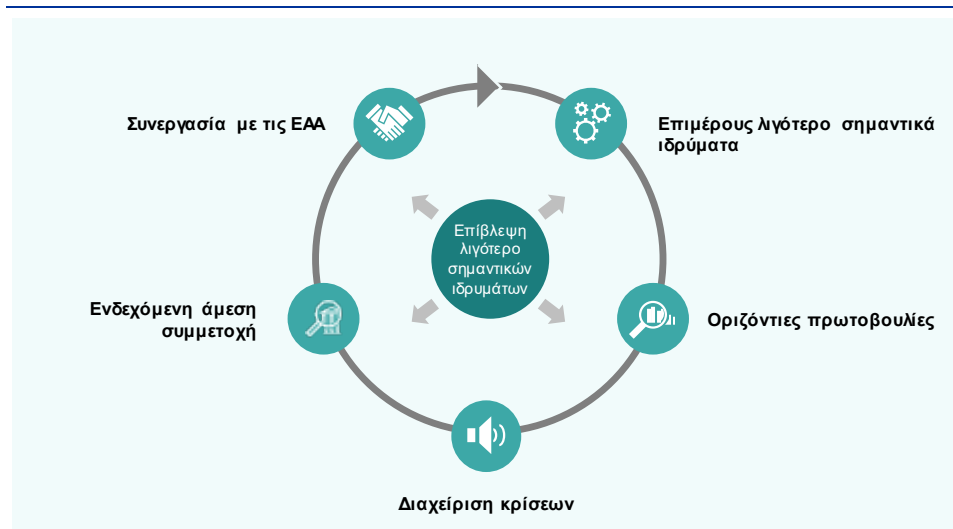 Συνεργασία με τις ΕΑΑ
Επιμέρους λιγότερο σημαντικά
ιδρύματα
Επίβλεψη
λιγότερο
σημαντικών
ιδρυμάτων
Ενδεχόμενη άμεση
συμμετοχή
Οριζόντιες πρωτοβουλίες
Διαχείριση κρίσεων